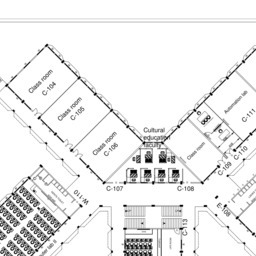 Class room
C-104
Class room
C-105
Class room
C-106
Cultural
education
faculty
C-107
C-108
Class room
C-109
C-110
Automation lab
C-111
W-110
E-108
C-113